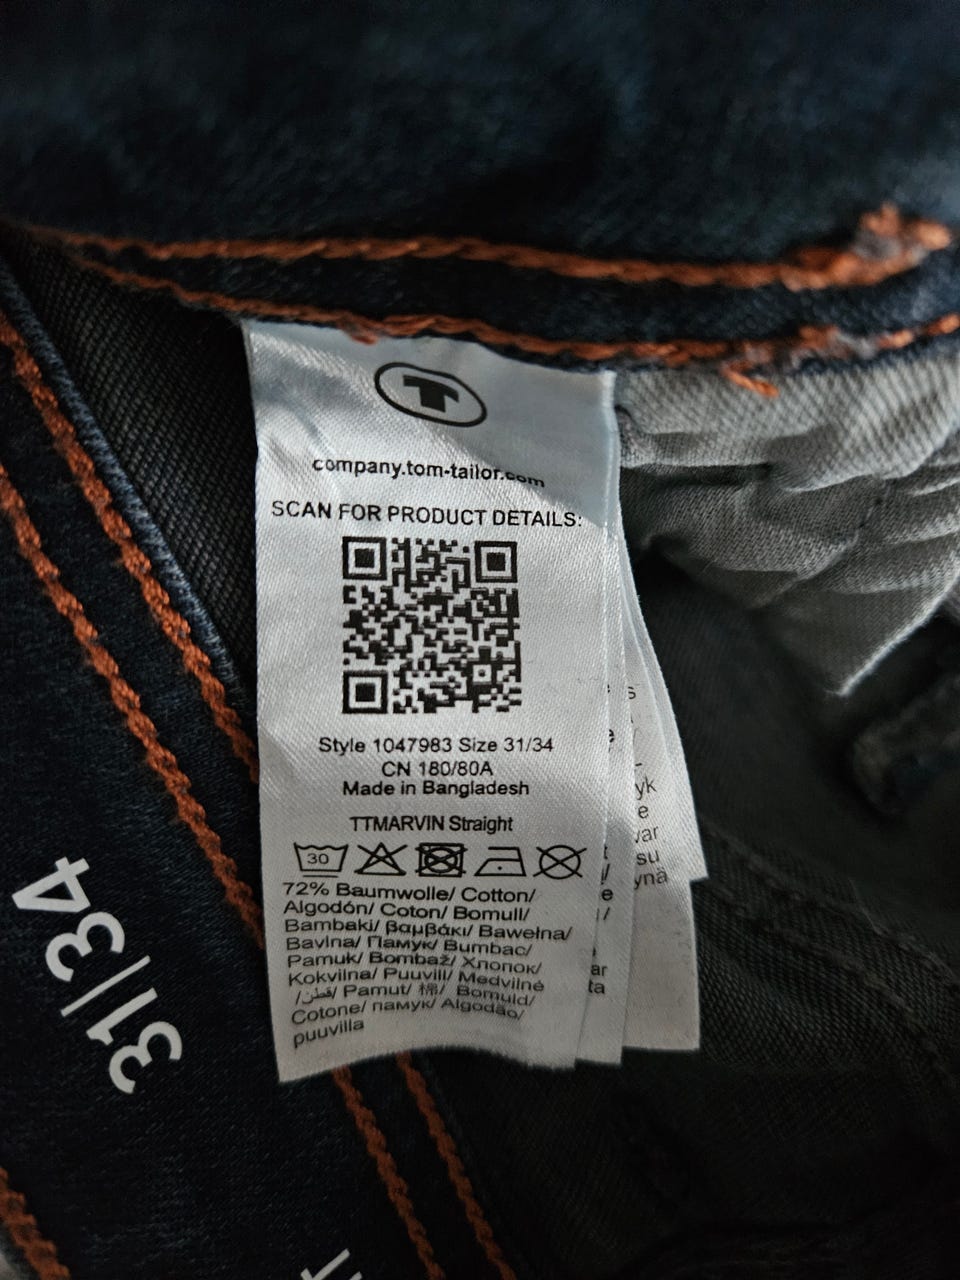 T
company.tom-tailor.com
SCAN FOR PRODUCT DETAILS:
Style 1047983 Size 31/34
CN 180/80A
Made in Bangladesh
TTMARVIN Straight
30
72% Baumwolle/ Cotton/
Algodón/ Coton/ Bomull/
Bambaki/ βαμβάκι/ Bawełna/
Bavlna/ Памук/ Bumbac/
Pamuk/ Bombaž/ Хлопок/
Kokvilna/ Puuvill/ Medvilnė
/قطن/ Pamut/ 棉/ Bomuld/
Cotone/ памук/ Algodão/
puuvilla
31|34